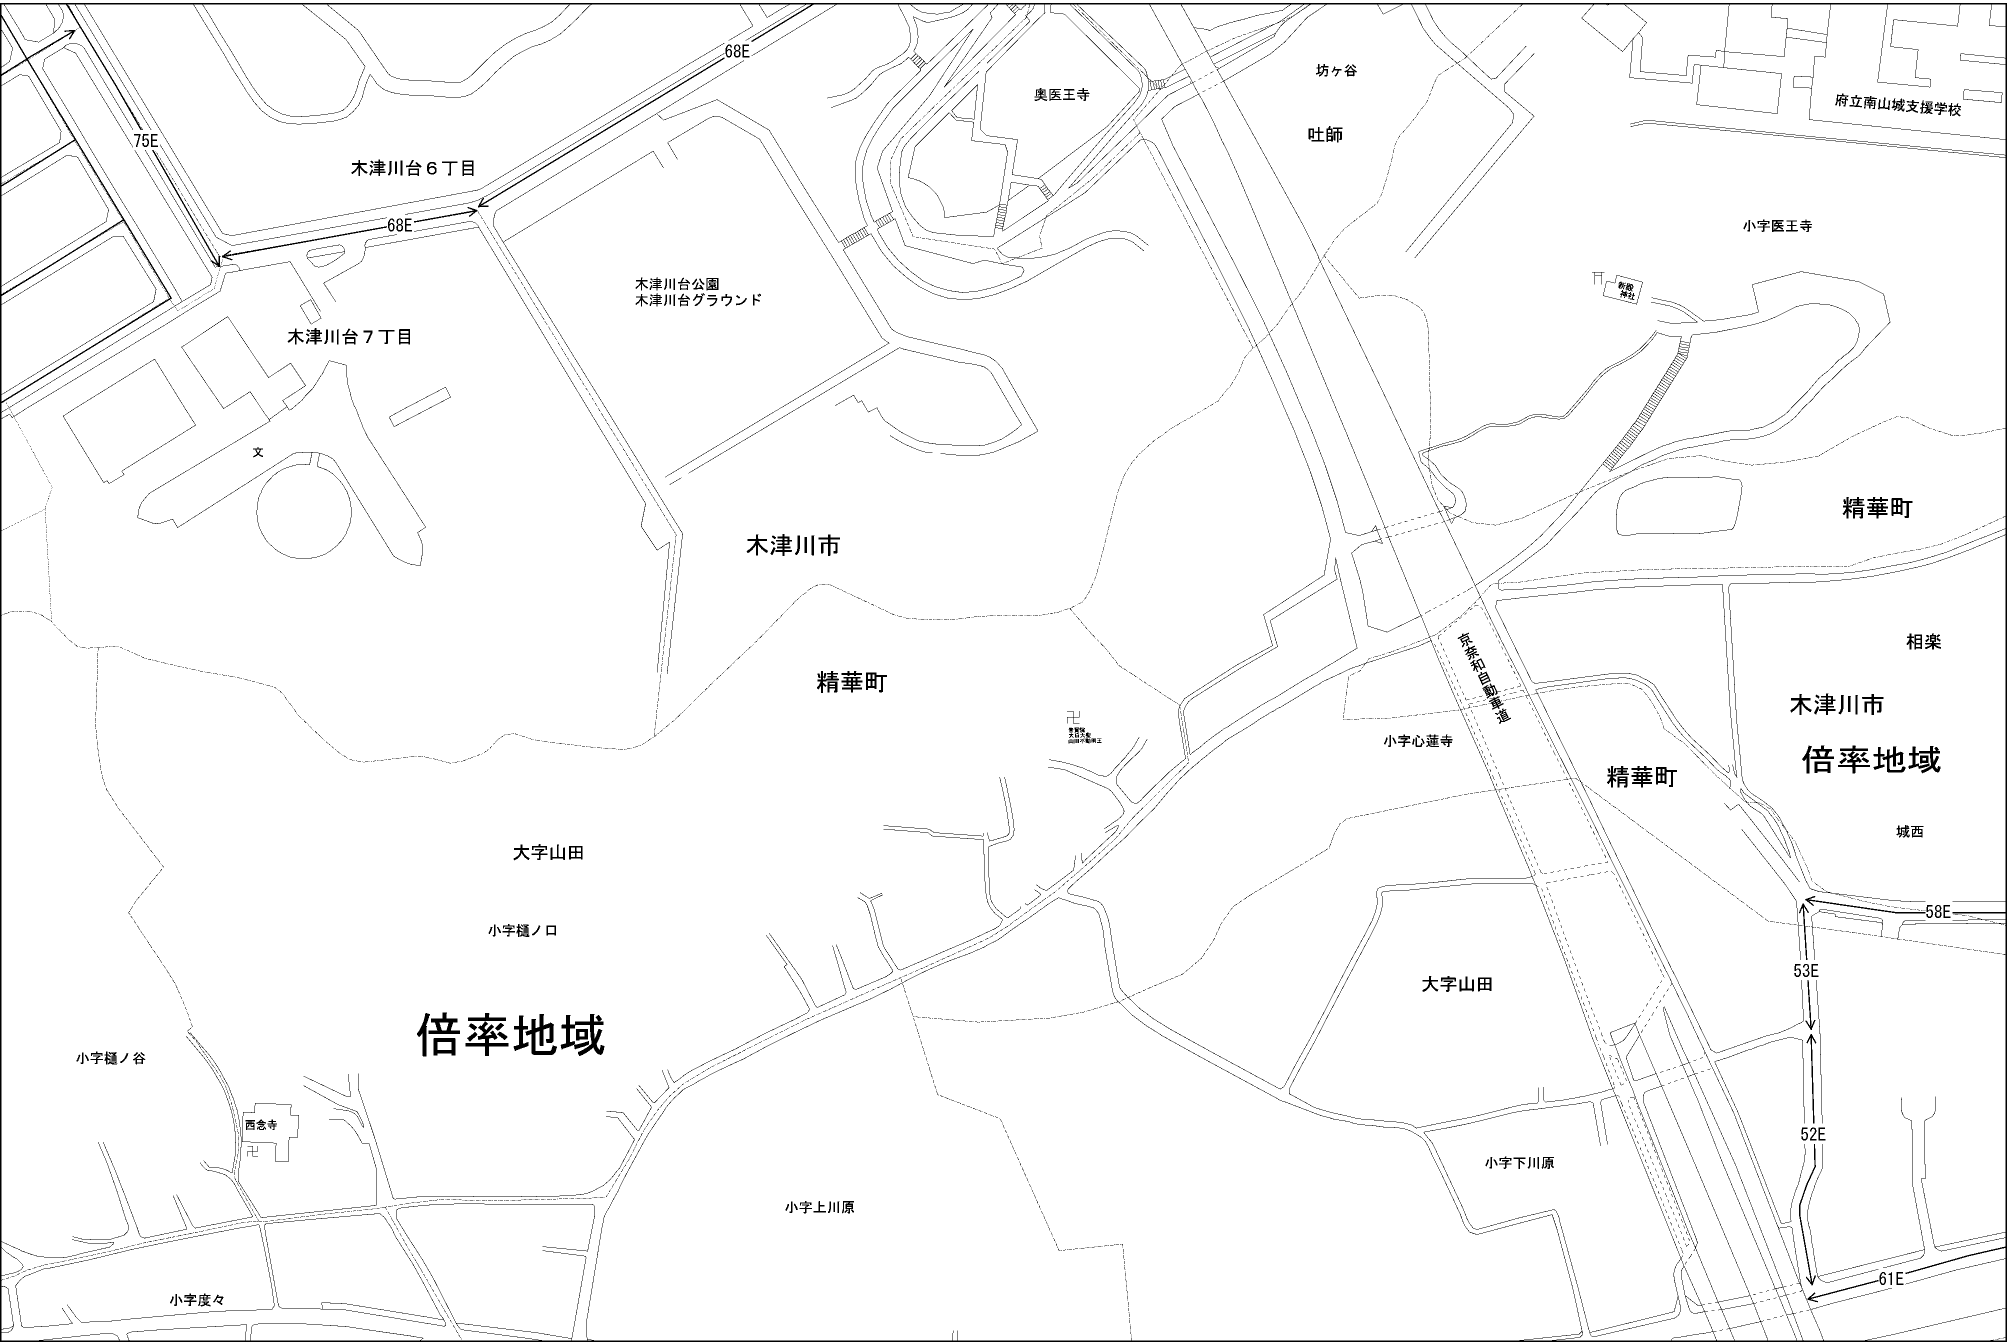 68E
坊ヶ谷
奥医王寺
府立南山城支援学校
吐師
75E
木津川台６丁目
68E
小字医王寺
木津川台公園
木津川台グラウンド
新殿
神社
木津川台７丁目
文
精華町
木津川市
京奈和自動車道
相楽
精華町
木津川市
小字心蓮寺
倍率地域
精華町
城西
大字山田
58E
小字樋ノ口
53E
大字山田
倍率地域
小字樋ノ谷
西念寺
52E
小字下川原
小字上川原
61E
小字度々